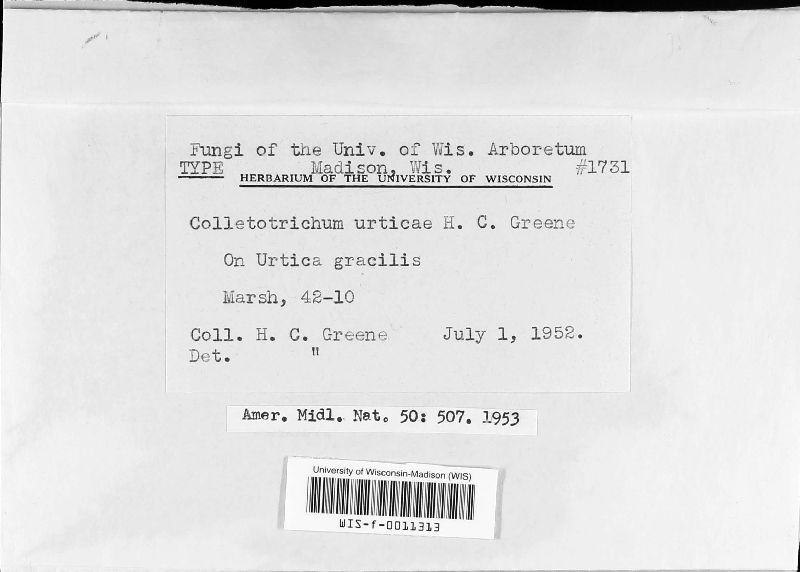 Fungi of the Univ. of Wis. Arboretum
TYPE Madison, Wis. #1731
HERBARIUM OF THE UNIVERSITY OF WISCONSIN
Colletotrichum urticae H. C. Greene
On Urtica gracilis
Marsh, 42-10
Coll. H. C. Greene July 1, 1952.
Det. "
Amer. Midl. Nat. 50: 507. 1953
University of Wisconsin-Madison (WIS)
WIS-f-0011313